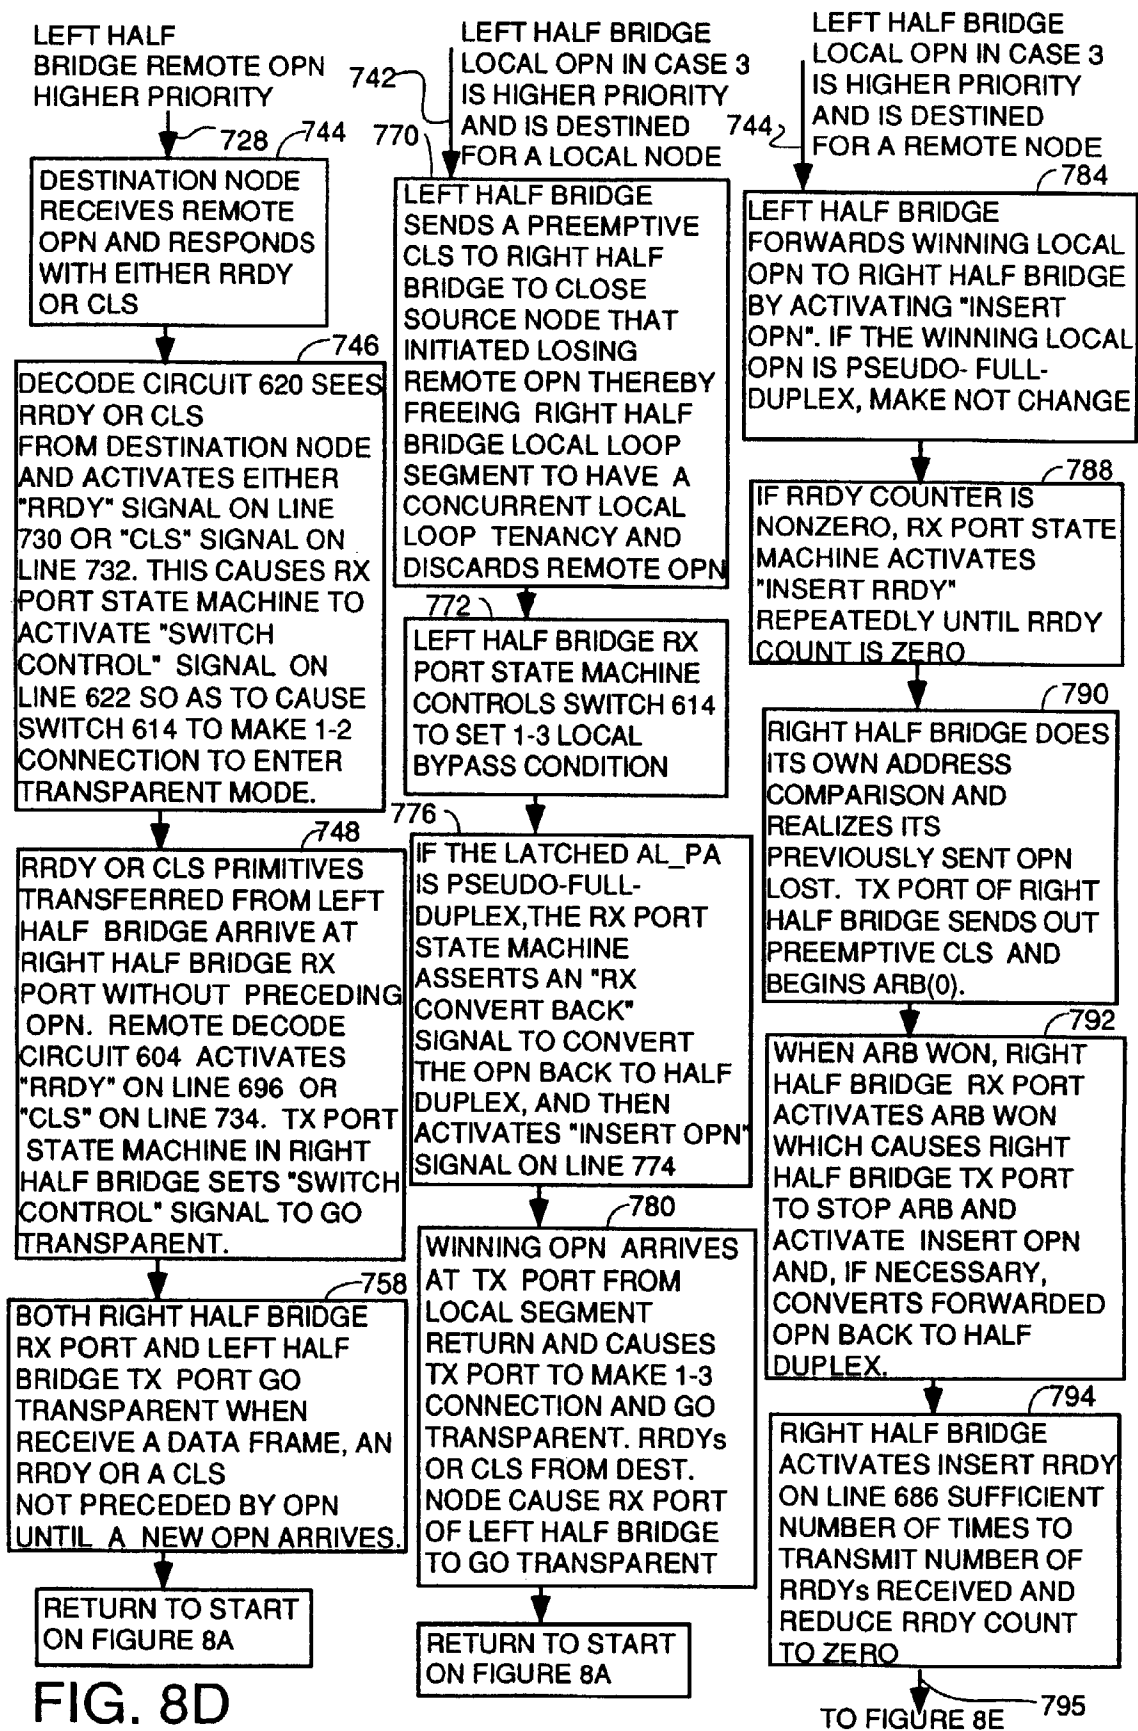 LEFT HALF
BRIDGE REMOTE OPN
HIGHER PRIORITY
728
744
DESTINATION NODE
RECEIVES REMOTE
OPN AND RESPONDS
WITH EITHER RRDY
OR CLS
746
DECODE CIRCUIT 620 SEES
RRDY OR CLS
FROM DESTINATION NODE
AND ACTIVATES EITHER
"RRDY" SIGNAL ON LINE
730 OR "CLS" SIGNAL ON
LINE 732. THIS CAUSES RX
PORT STATE MACHINE TO
ACTIVATE "SWITCH
CONTROL" SIGNAL ON
LINE 622 SO AS TO CAUSE
SWITCH 614 TO MAKE 1-2
CONNECTION TO ENTER
TRANSPARENT MODE.
748
RRDY OR CLS PRIMITIVES
TRANSFERRED FROM LEFT
HALF BRIDGE ARRIVE AT
RIGHT HALF BRIDGE RX
PORT WITHOUT PRECEDING
OPN. REMOTE DECODE
CIRCUIT 604 ACTIVATES
"RRDY" ON LINE 696 OR
"CLS" ON LINE 734. TX PORT
STATE MACHINE IN RIGHT
HALF BRIDGE SETS "SWITCH
CONTROL" SIGNAL TO GO
TRANSPARENT.
758
BOTH RIGHT HALF BRIDGE
RX PORT AND LEFT HALF
BRIDGE TX PORT GO
TRANSPARENT WHEN
RECEIVE A DATA FRAME, AN
RRDY OR A CLS
NOT PRECEDED BY OPN
UNTIL A NEW OPN ARRIVES.
RETURN TO START
ON FIGURE 8A
FIG. 8D
742
LEFT HALF BRIDGE
LOCAL OPN IN CASE 3
IS HIGHER PRIORITY
AND IS DESTINED
FOR A LOCAL NODE
770
LEFT HALF BRIDGE
SENDS A PREEMPTIVE
CLS TO RIGHT HALF
BRIDGE TO CLOSE
SOURCE NODE THAT
INITIATED LOSING
REMOTE OPN THEREBY
FREEING RIGHT HALF
BRIDGE LOCAL LOOP
SEGMENT TO HAVE A
CONCURRENT LOCAL
LOOP TENANCY AND
DISCARDS REMOTE OPN
772
LEFT HALF BRIDGE RX
PORT STATE MACHINE
CONTROLS SWITCH 614
TO SET 1-3 LOCAL
BYPASS CONDITION
776
IF THE LATCHED AL_PA
IS PSEUDO-FULL-
DUPLEX,THE RX PORT
STATE MACHINE
ASSERTS AN "RX
CONVERT BACK"
SIGNAL TO CONVERT
THE OPN BACK TO HALF
DUPLEX, AND THEN
ACTIVATES "INSERT OPN"
SIGNAL ON LINE 774
780
WINNING OPN ARRIVES
AT TX PORT FROM
LOCAL SEGMENT
RETURN AND CAUSES
TX PORT TO MAKE 1-3
CONNECTION AND GO
TRANSPARENT. RRDYs
OR CLS FROM DEST.
NODE CAUSE RX PORT
OF LEFT HALF BRIDGE
TO GO TRANSPARENT
RETURN TO START
ON FIGURE 8A
LEFT HALF BRIDGE
LOCAL OPN IN CASE 3
IS HIGHER PRIORITY
AND IS DESTINED
FOR A REMOTE NODE
744
784
LEFT HALF BRIDGE
FORWARDS WINNING LOCAL
OPN TO RIGHT HALF BRIDGE
BY ACTIVATING "INSERT
OPN". IF THE WINNING LOCAL
OPN IS PSEUDO- FULL-
DUPLEX, MAKE NOT CHANGE
788
IF RRDY COUNTER IS
NONZERO, RX PORT STATE
MACHINE ACTIVATES
"INSERT RRDY"
REPEATEDLY UNTIL RRDY
COUNT IS ZERO
790
RIGHT HALF BRIDGE DOES
ITS OWN ADDRESS
COMPARISON AND
REALIZES ITS
PREVIOUSLY SENT OPN
LOST. TX PORT OF RIGHT
HALF BRIDGE SENDS OUT
PREEMPTIVE CLS AND
BEGINS ARB(0).
792
WHEN ARB WON, RIGHT
HALF BRIDGE RX PORT
ACTIVATES ARB WON
WHICH CAUSES RIGHT
HALF BRIDGE TX PORT
TO STOP ARB AND
ACTIVATE INSERT OPN
AND, IF NECESSARY,
CONVERTS FORWARDED
OPN BACK TO HALF
DUPLEX.
794
RIGHT HALF BRIDGE
ACTIVATES INSERT RRDY
ON LINE 686 SUFFICIENT
NUMBER OF TIMES TO
TRANSMIT NUMBER OF
RRDYs RECEIVED AND
REDUCE RRDY COUNT
TO ZERO
795
TO FIGURE 8E